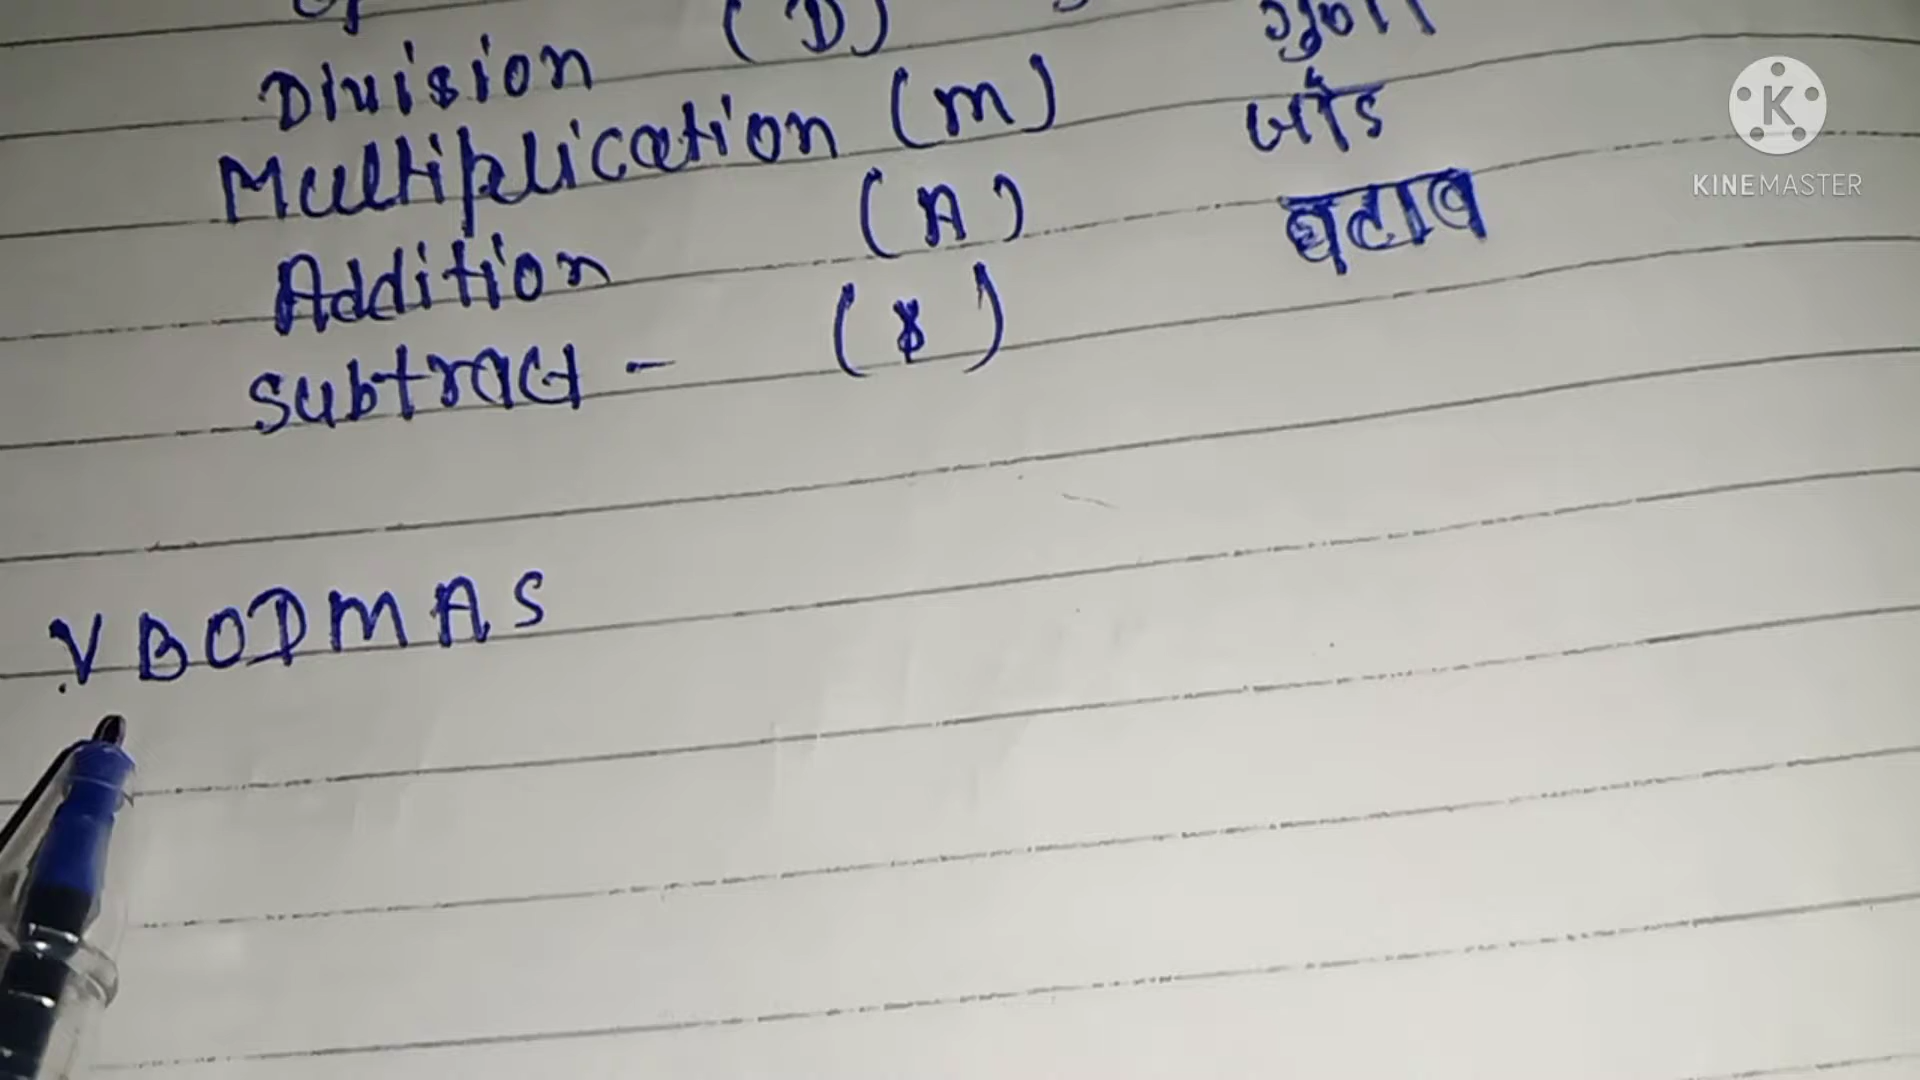 Division (D) गुणा
Multiplication (m) जोड
Addition (A) घटाव
Subtract - (s)
VBODMAS
KINEMASTER